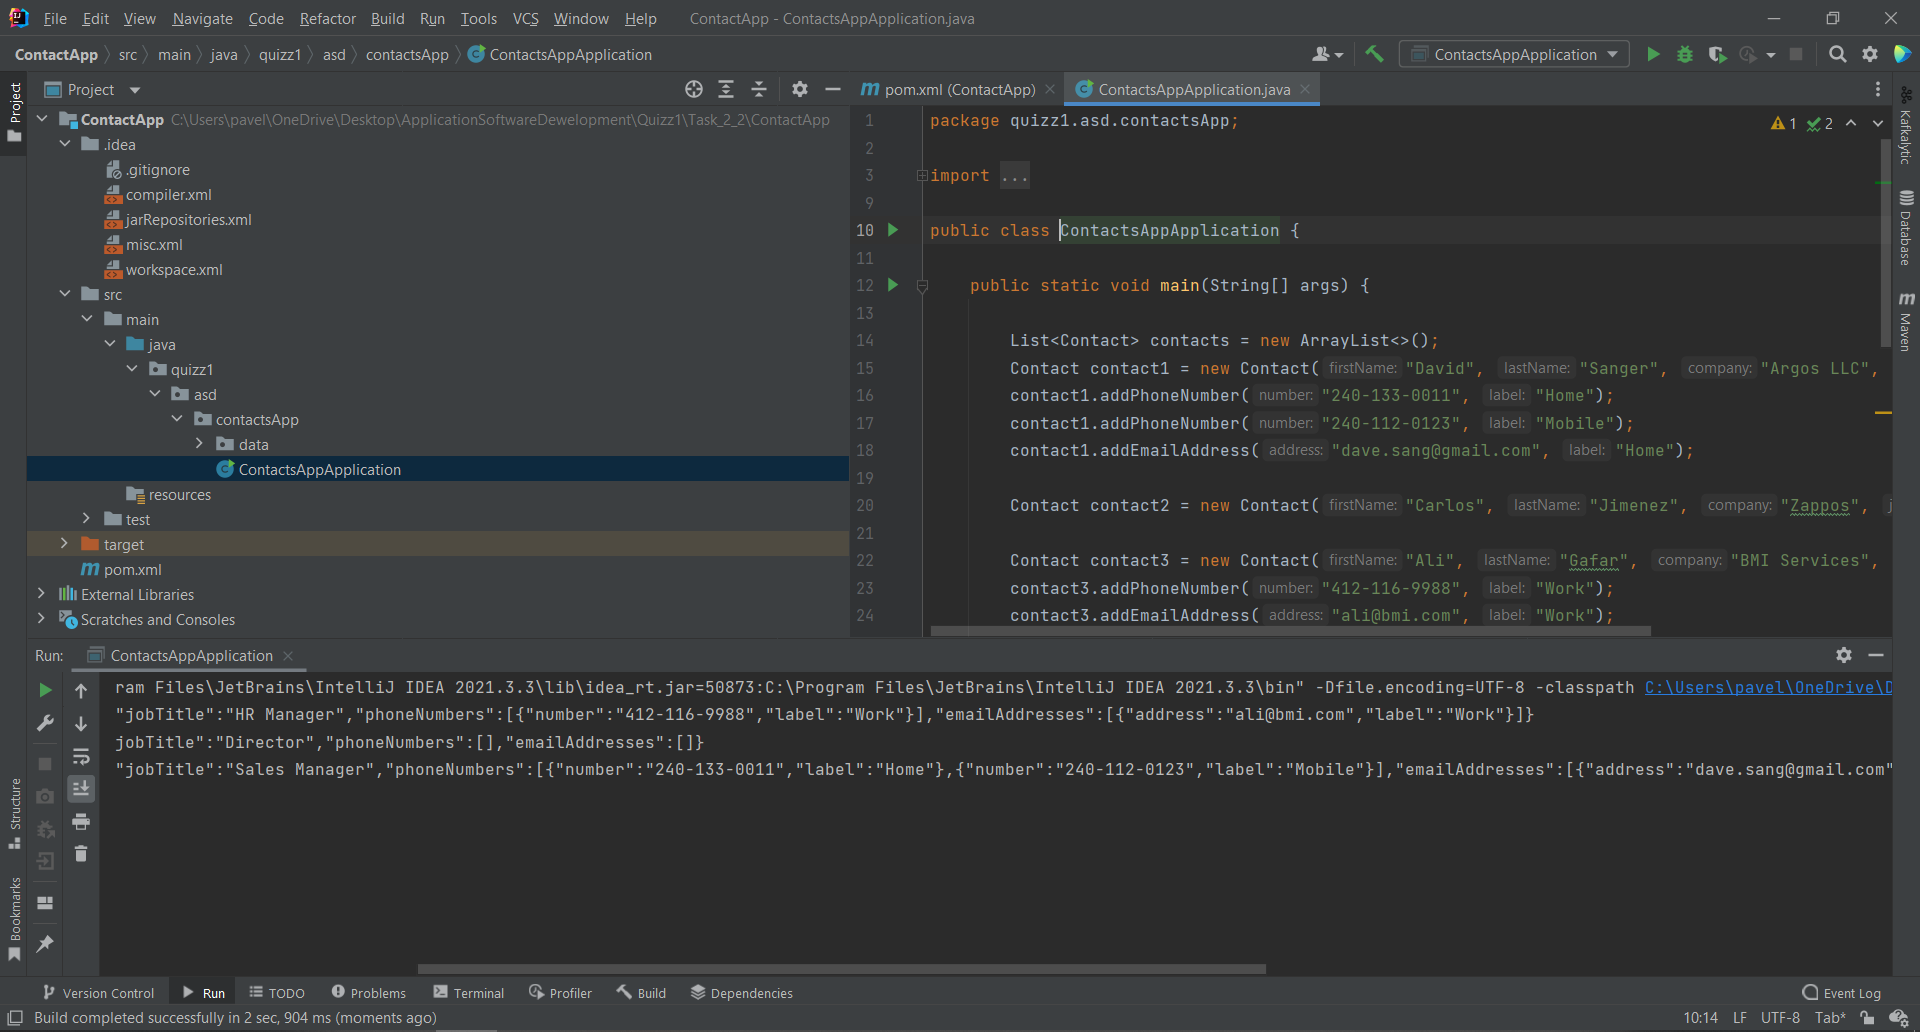 File Edit View Navigate Code Refactor Build Run Tools VCS Window Help ContactApp - ContactsAppApplication.java
ContactApp src main java quizz1 asd contactsApp ContactsAppApplication ContactsAppApplication
Project
pom.xml (ContactApp) ContactsAppApplication.java
Project
ContactApp C:\Users\pavel\OneDrive\Desktop\ApplicationSoftwareDewelopment\Quizz1\Task_2_2\ContactApp
.idea
.gitignore
compiler.xml
jarRepositories.xml
misc.xml
workspace.xml
src
main
java
quizz1
asd
contactsApp
data
ContactsAppApplication
resources
test
target
pom.xml
External Libraries
Scratches and Consoles
1 package quizz1.asd.contactsApp;
1 2
2
3 import ...
9
10 public class ContactsAppApplication {
11
12 public static void main(String[] args) {
13
14 List<Contact> contacts = new ArrayList<>();
15 Contact contact1 = new Contact( firstName: "David", lastName: "Sanger", company: "Argos LLC",
16 contact1.addPhoneNumber( number: "240-133-0011", label: "Home");
17 contact1.addPhoneNumber( number: "240-112-0123", label: "Mobile");
18 contact1.addEmailAddress( address: "dave.sang@gmail.com", label: "Home");
19
20 Contact contact2 = new Contact( firstName: "Carlos", lastName: "Jimenez", company: "Zappos", j
21
22 Contact contact3 = new Contact( firstName: "Ali", lastName: "Gafar", company: "BMI Services",
23 contact3.addPhoneNumber( number: "412-116-9988", label: "Work");
24 contact3.addEmailAddress( address: "ali@bmi.com", label: "Work");
Kafkalytic
Database
Maven
Run: ContactsAppApplication
ram Files\JetBrains\IntelliJ IDEA 2021.3.3\lib\idea_rt.jar=50873:C:\Program Files\JetBrains\IntelliJ IDEA 2021.3.3\bin" -Dfile.encoding=UTF-8 -classpath C:\Users\pavel\OneDrive\D
"jobTitle":"HR Manager","phoneNumbers":[{"number":"412-116-9988","label":"Work"}],"emailAddresses":[{"address":"ali@bmi.com","label":"Work"}]}
jobTitle":"Director","phoneNumbers":[],"emailAddresses":[]}
"jobTitle":"Sales Manager","phoneNumbers":[{"number":"240-133-0011","label":"Home"},{"number":"240-112-0123","label":"Mobile"}],"emailAddresses":[{"address":"dave.sang@gmail.com"
Structure
Bookmarks
Version Control Run TODO Problems Terminal Profiler Build Dependencies Event Log
Build completed successfully in 2 sec, 904 ms (moments ago) 10:14 LF UTF-8 Tab*